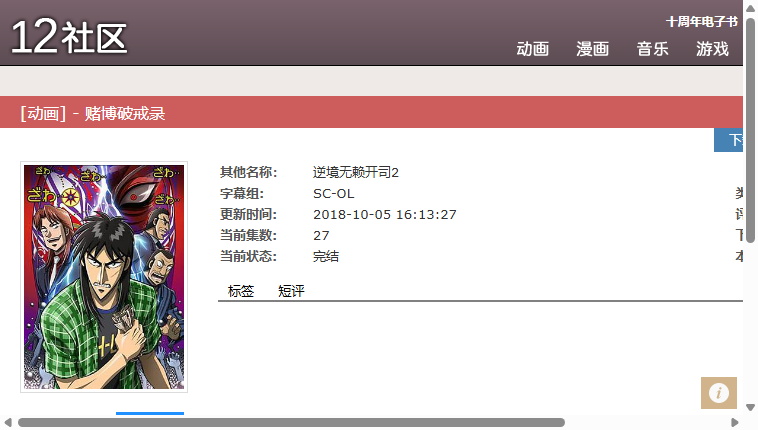 12社区
十周年电子书
动画 漫画 音乐 游戏
[动画] - 赌博破戒录
下
ざわ‥
ざわ‥
ざわ‥
ざわ‥
ざわ‥
其他名称: 逆境无赖开司2
字幕组: SC-OL
更新时间: 2018-10-05 16:13:27
当前集数: 27
当前状态: 完结
标签 短评